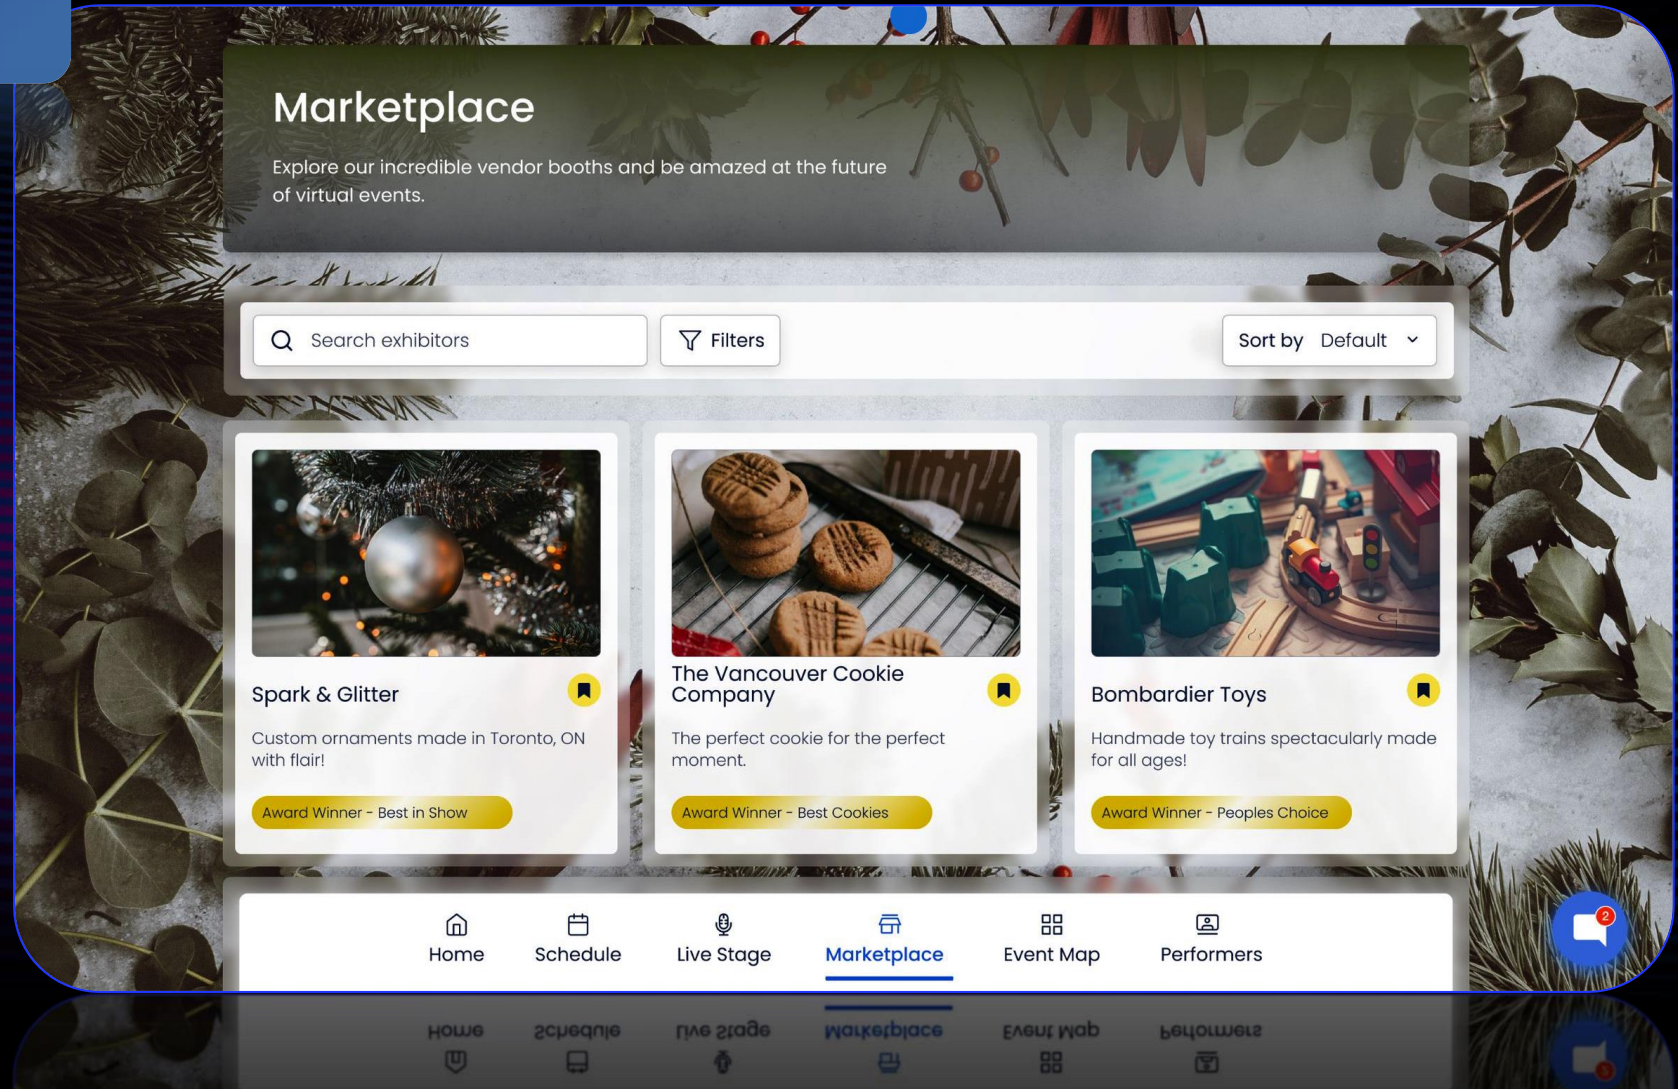 Marketplace
Explore our incredible vendor booths and be amazed at the future
of virtual events.
Search exhibitors
Filters
Sort by Default
Spark & Glitter
Custom ornaments made in Toronto, ON
with flair!
Award Winner - Best in Show
The Vancouver Cookie
Company
The perfect cookie for the perfect
moment.
Award Winner - Best Cookies
Bombardier Toys
Handmade toy trains spectacularly made
for all ages!
Award Winner - Peoples Choice
Home
Schedule
Live Stage
Marketplace
Event Map
Performers
2